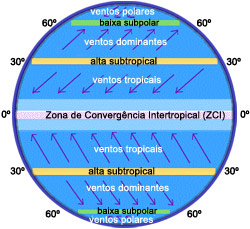 ventos polares
60º baixa subpolar 60º
ventos dominantes
30º alta subtropical 30º
ventos tropicais
0º Zona de Convergência Intertropical (ZCI) 0º
ventos tropicais
30º alta subtropical 30º
ventos dominantes
60º baixa subpolar 60º
ventos polares